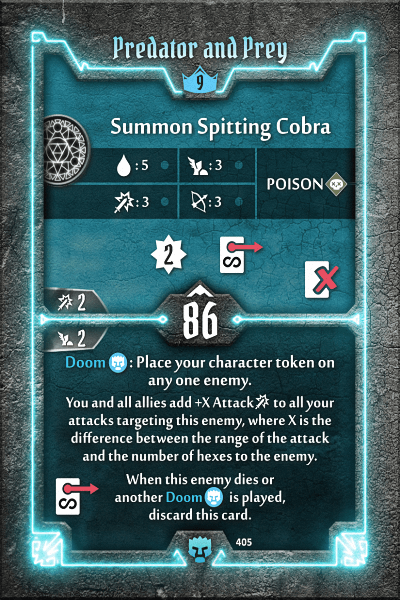 Predator and Prey
9
Summon Spitting Cobra
: 5 : 3
POISON
: 3 : 3
2
S
2
86
2
Doom : Place your character token on
any one enemy.
You and all allies add +X Attack to all your
attacks targeting this enemy, where X is the
difference between the range of the attack
and the number of hexes to the enemy.
S
When this enemy dies or
another Doom is played,
discard this card.
405